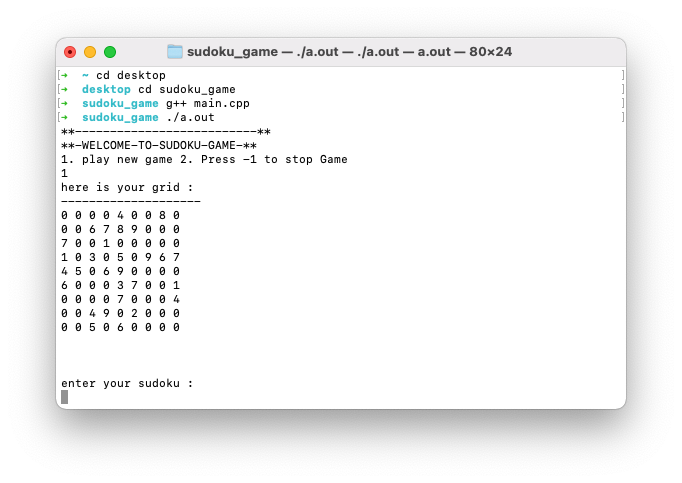 sudoku_game — ./a.out — ./a.out — a.out — 80×24
[➜  ~ cd desktop ]
[➜  desktop cd sudoku_game ]
[➜  sudoku_game g++ main.cpp ]
[➜  sudoku_game ./a.out ]
**--------------------------**
**-WELCOME-TO-SUDOKU-GAME-**
1. play new game 2. Press -1 to stop Game
1
here is your grid :
--------------------
0 0 0 0 4 0 0 8 0
0 0 6 7 8 9 0 0 0
7 0 0 1 0 0 0 0 0
1 0 3 0 5 0 9 6 7
4 5 0 6 9 0 0 0 0
6 0 0 0 3 7 0 0 1
0 0 0 0 7 0 0 0 4
0 0 4 9 0 2 0 0 0
0 0 5 0 6 0 0 0 0
enter your sudoku :